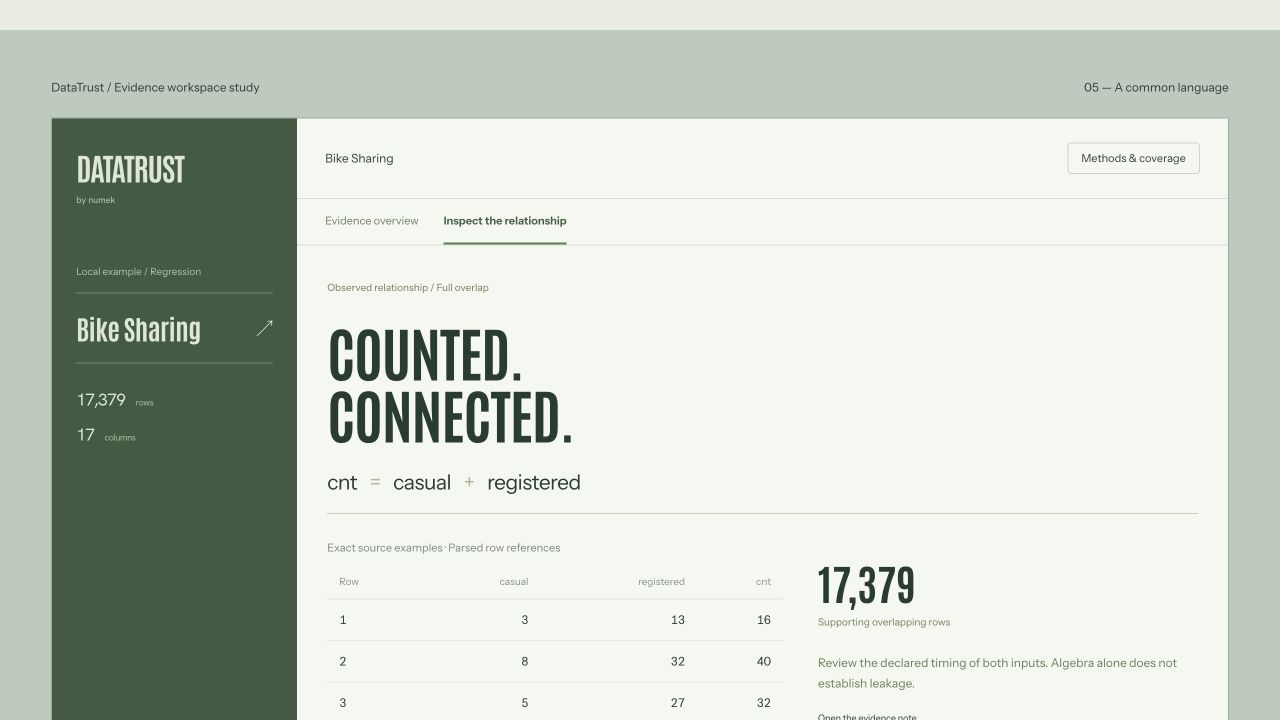 DataTrust / Evidence workspace study
05 — A common language
DATATRUST
by numek
Local example / Regression
Bike Sharing
17,379 rows
17 columns
Bike Sharing
Methods & coverage
Evidence overview
Inspect the relationship
Observed relationship / Full overlap
COUNTED.
CONNECTED.
cnt = casual + registered
Exact source examples · Parsed row references
Row casual registered cnt
1 3 13 16
2 8 32 40
3 5 27 32
17,379
Supporting overlapping rows
Review the declared timing of both inputs. Algebra alone does not
establish leakage.
Open the evidence note